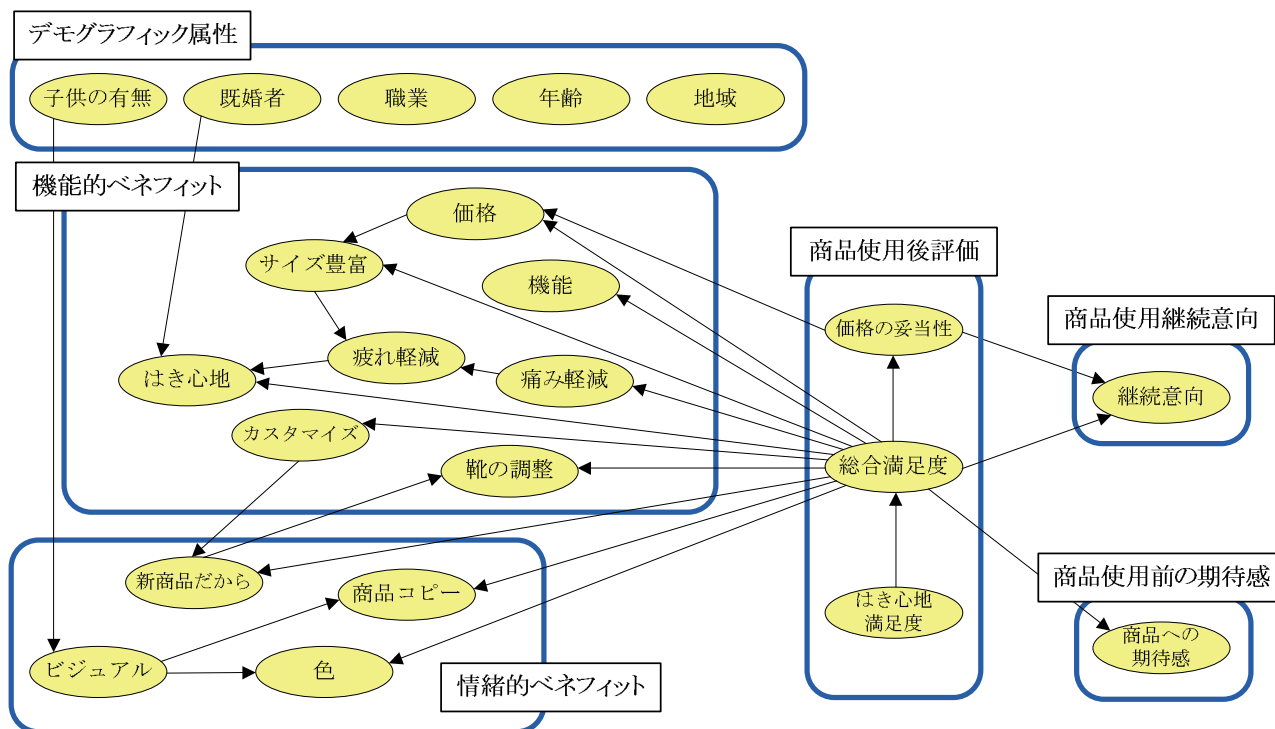 デモグラフィック属性
子供の有無
既婚者
職業
年齢
地域
機能的ベネフィット
価格
サイズ豊富
機能
疲れ軽減
はき心地
痛み軽減
カスタマイズ
靴の調整
商品使用後評価
価格の妥当性
総合満足度
はき心地
満足度
商品使用継続意向
継続意向
商品使用前の期待感
商品への
期待感
新商品だから
商品コピー
ビジュアル
色
情緒的ベネフィット